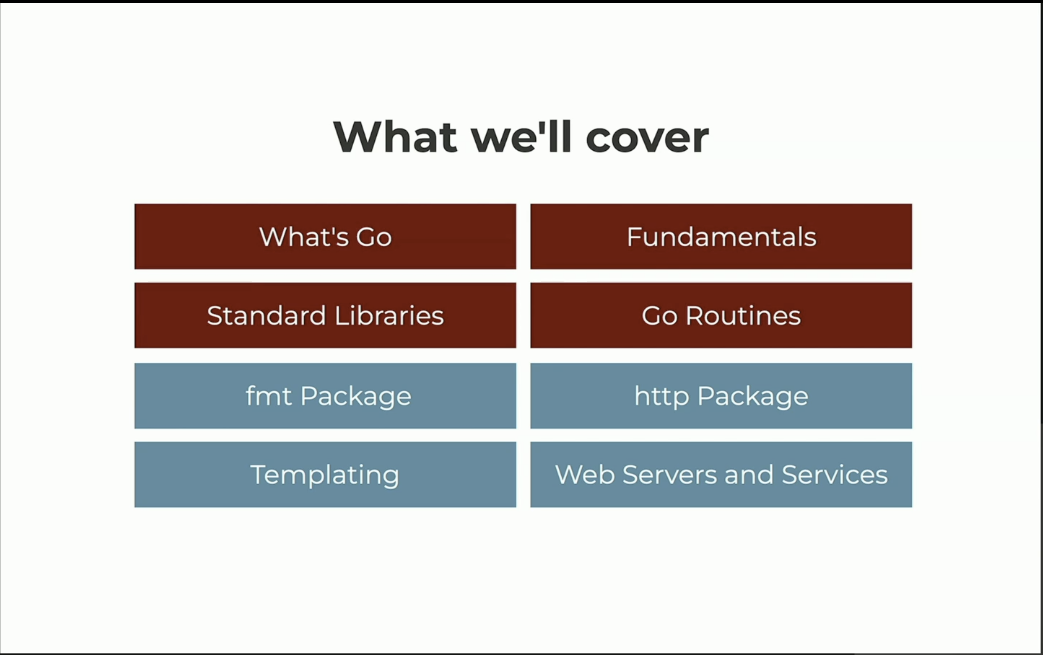 What we'll cover
What's Go
Fundamentals
Standard Libraries
Go Routines
fmt Package
http Package
Templating
Web Servers and Services